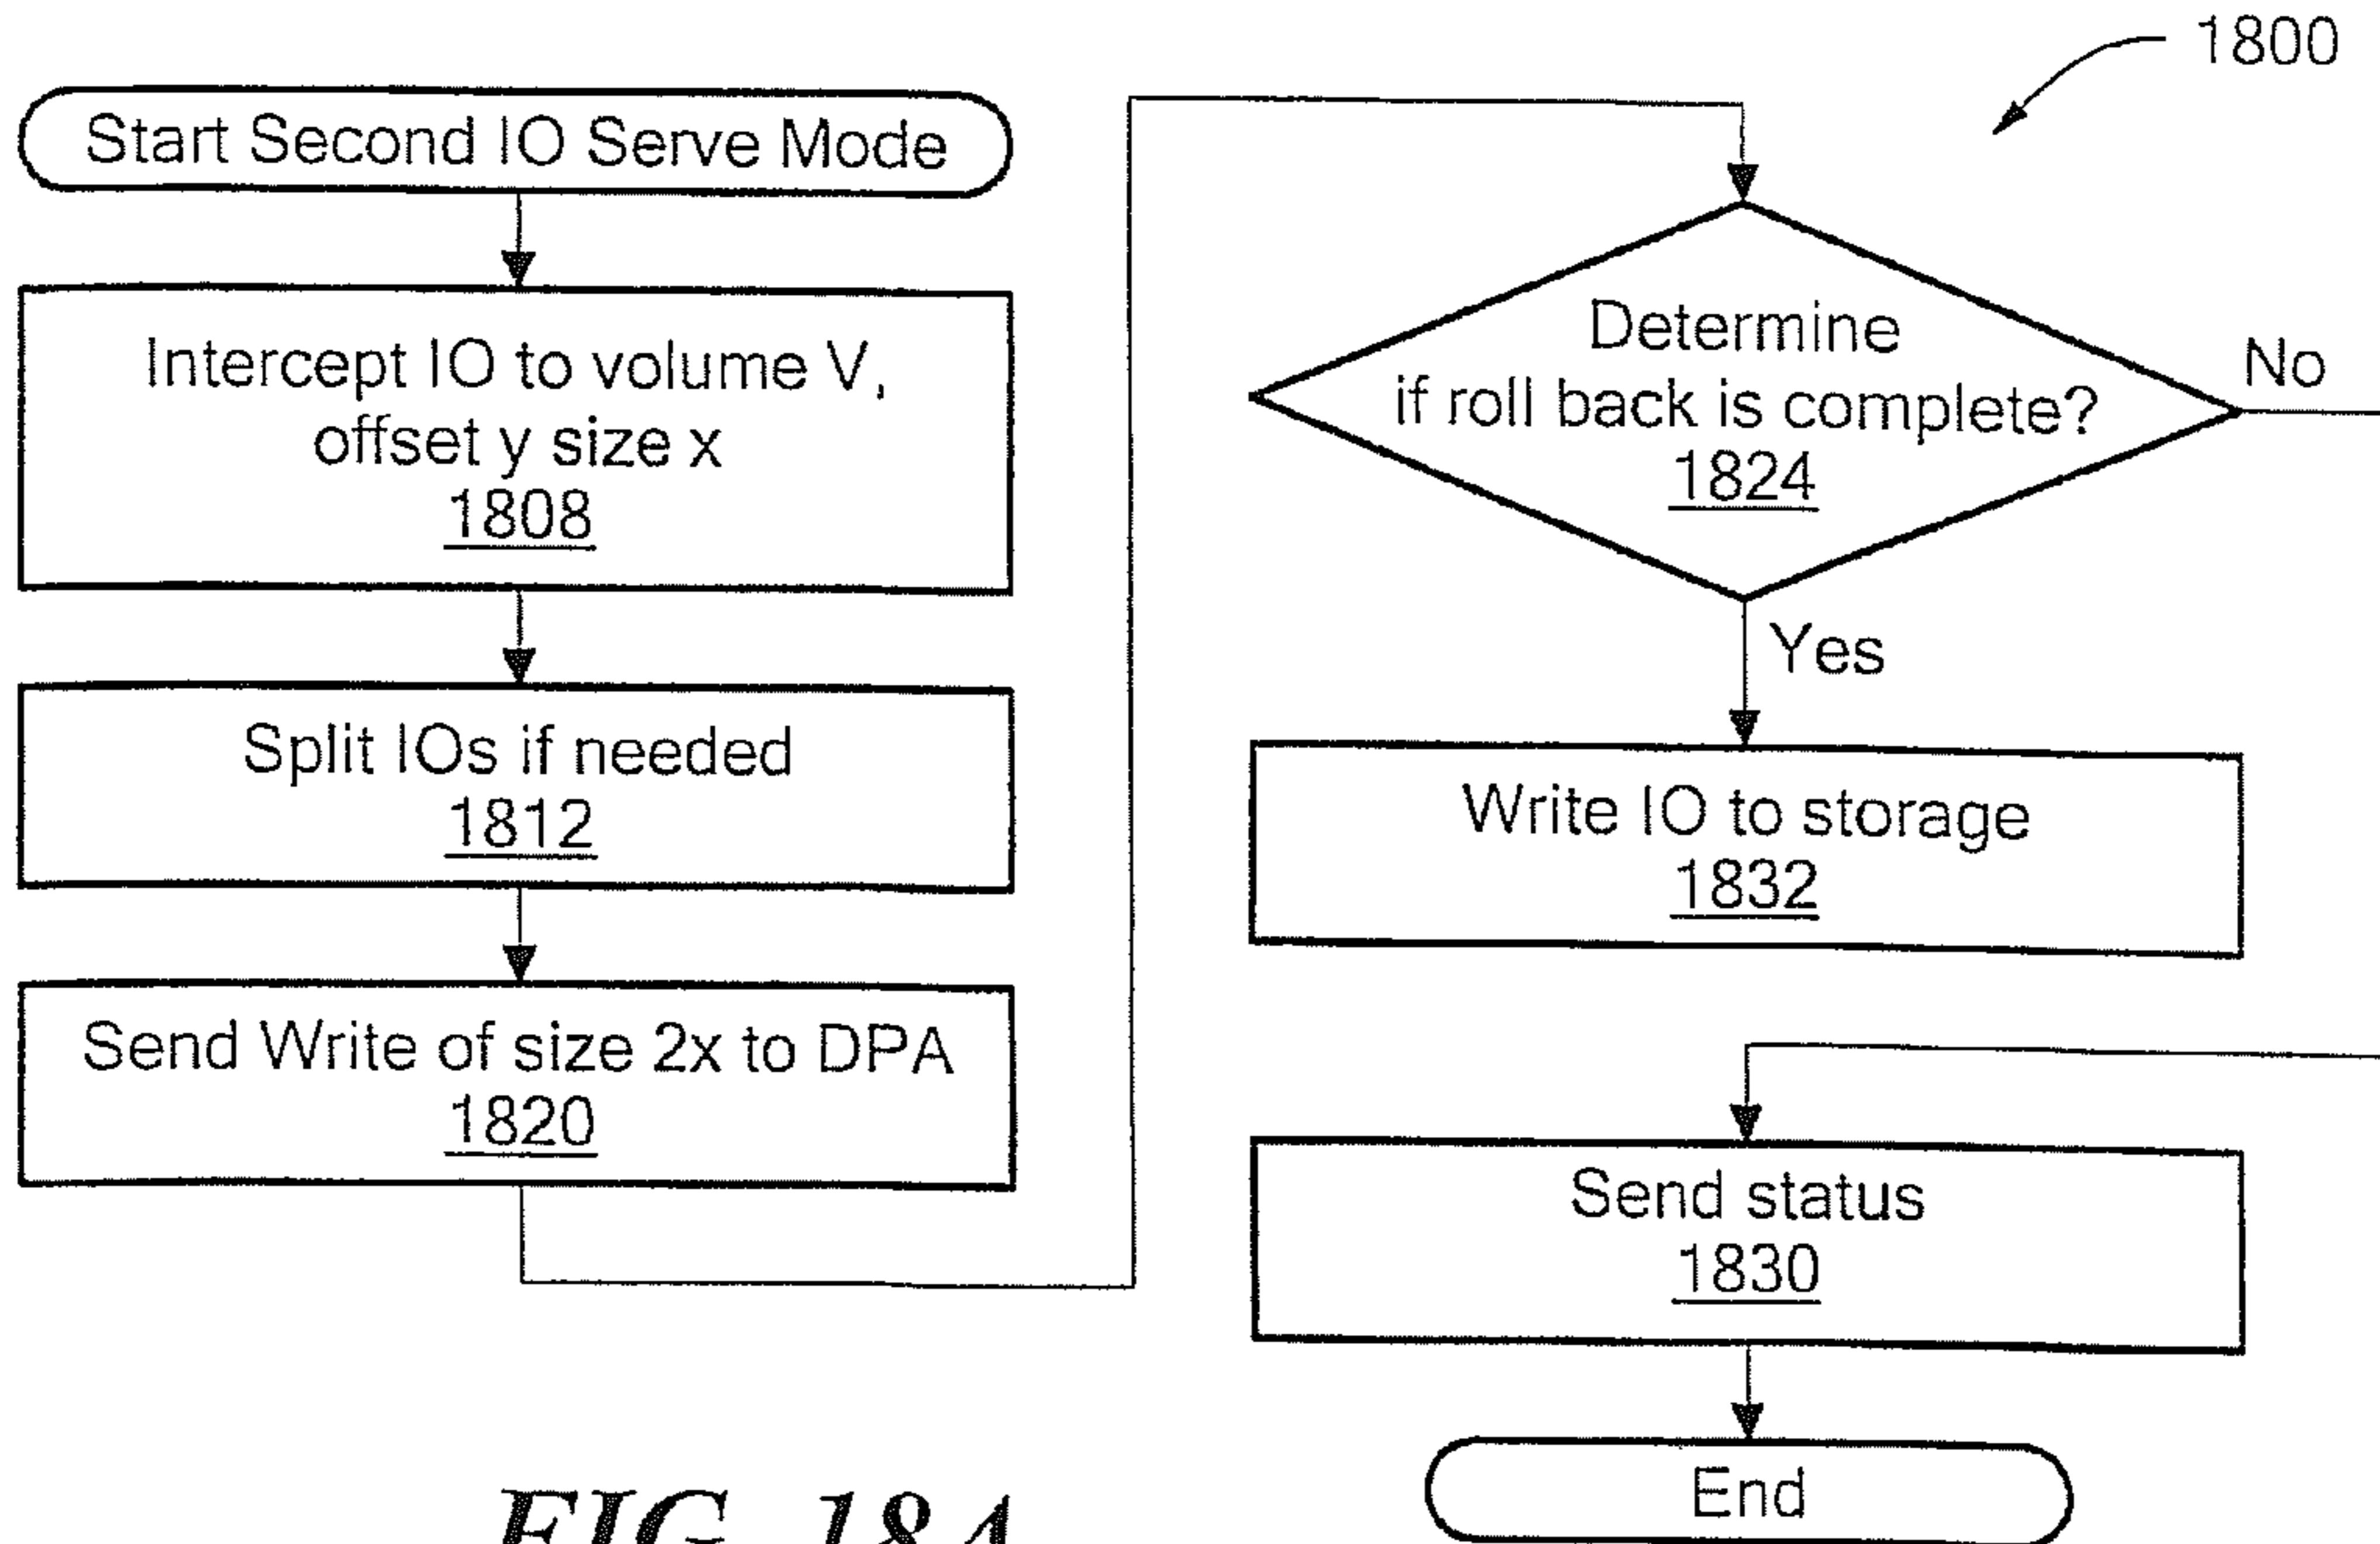 1800
Start Second IO Serve Mode
Intercept IO to volume V,
offset y size x
1808
Split IOs if needed
1812
Send Write of size 2x to DPA
1820
Determine
if roll back is complete?
1824
No
Yes
Write IO to storage
1832
Send status
1830
End
FIG. 18A